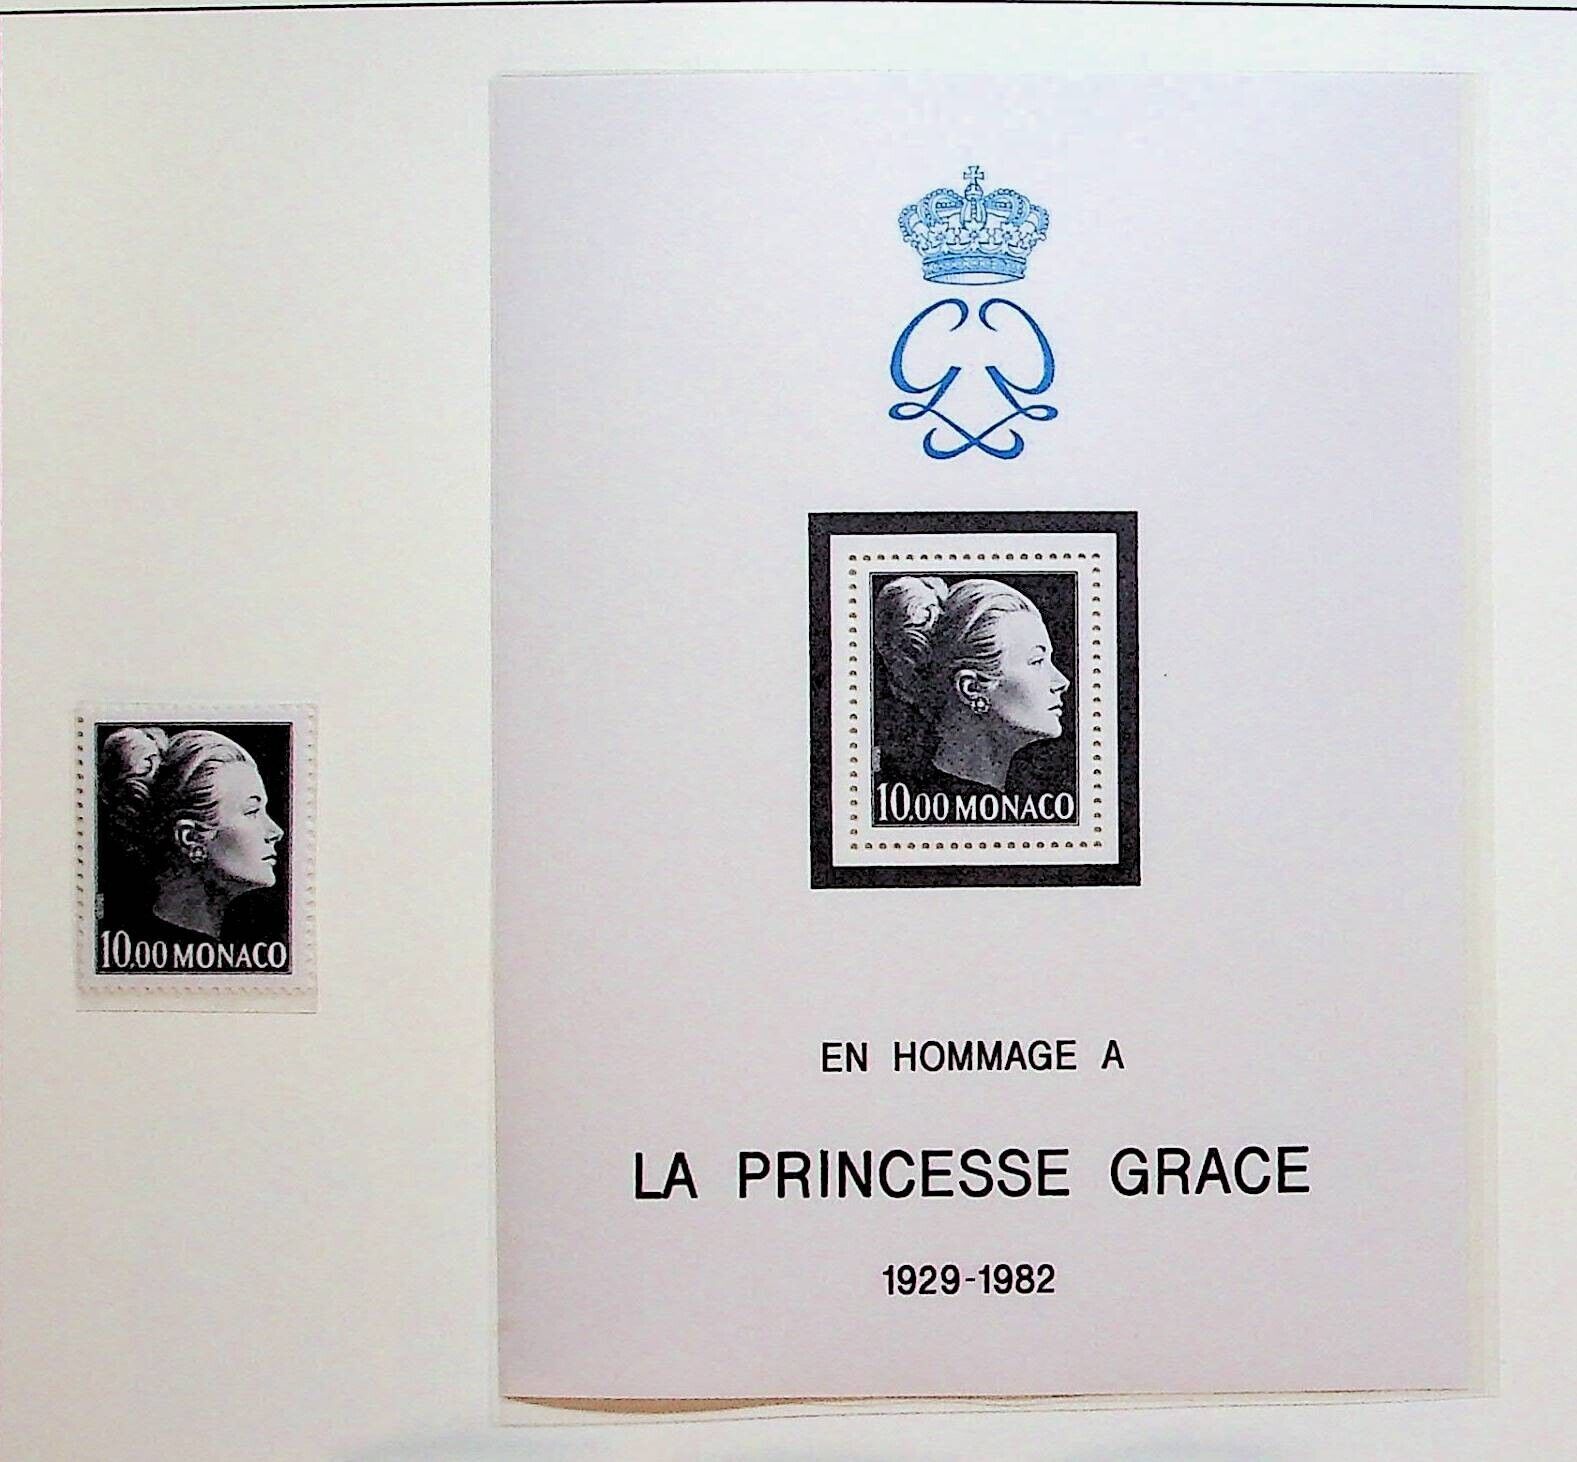 10,00 MONACO
10,00 MONACO
EN HOMMAGE A
LA PRINCESSE GRACE
1929-1982